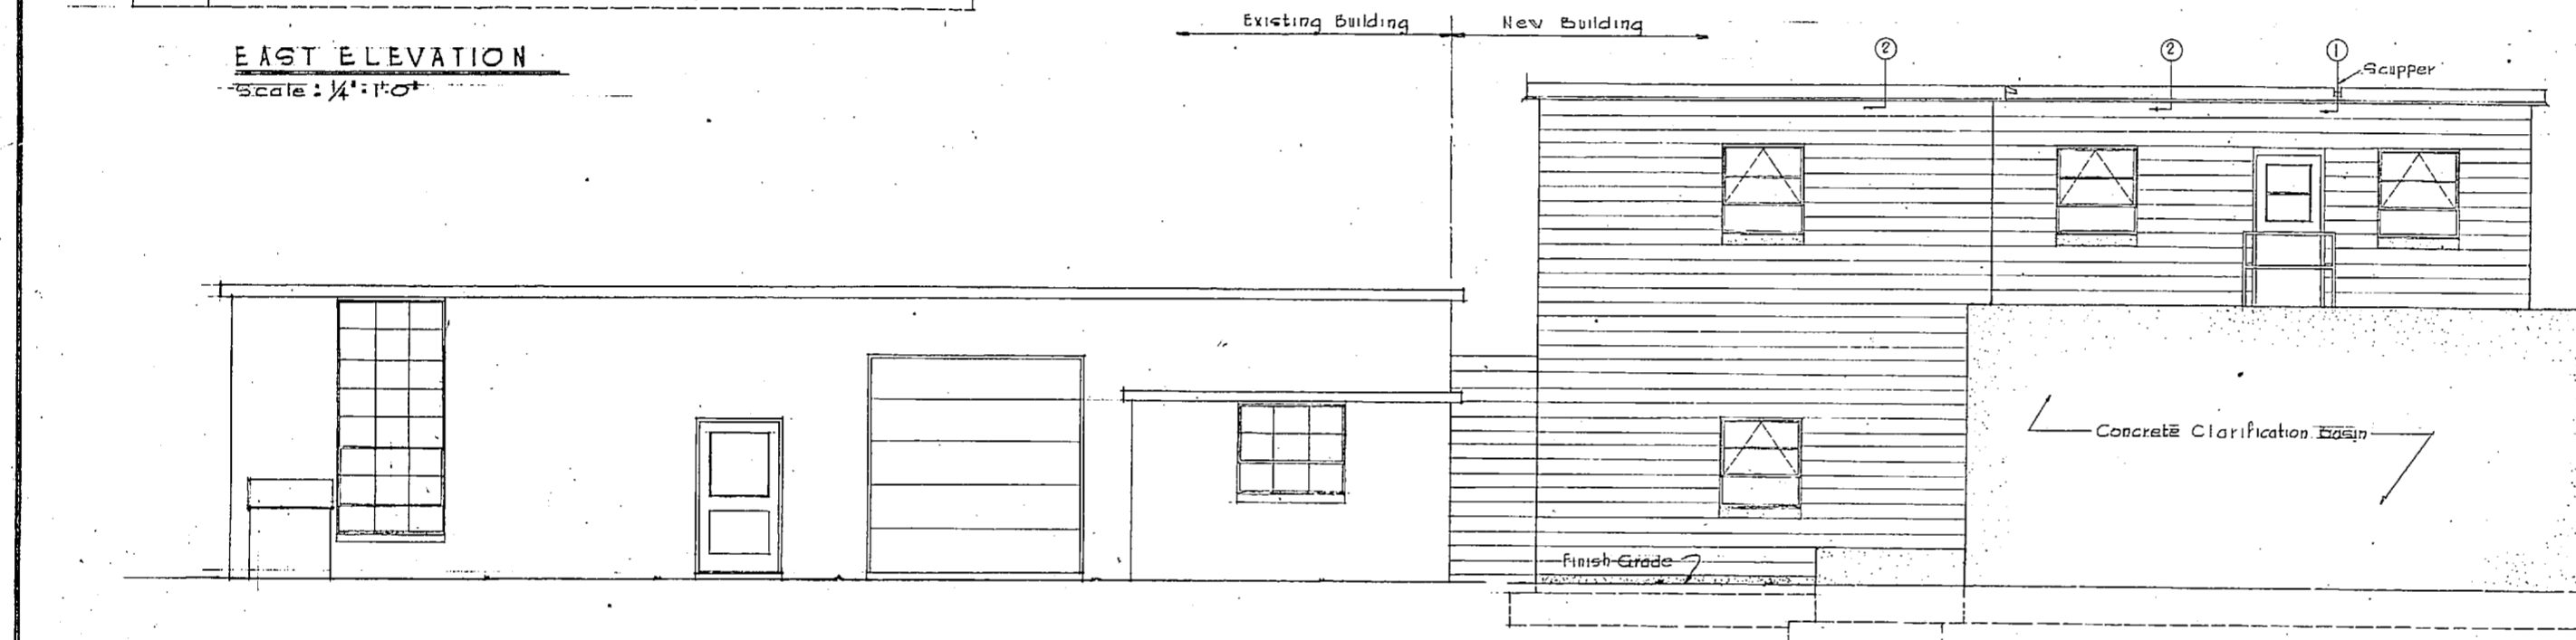 EAST ELEVATION
Scale : 1/4" : 1'-0"
Existing Building
New Building
2
2
1
Scupper
Concrete Clarification Basin
Finish Grade